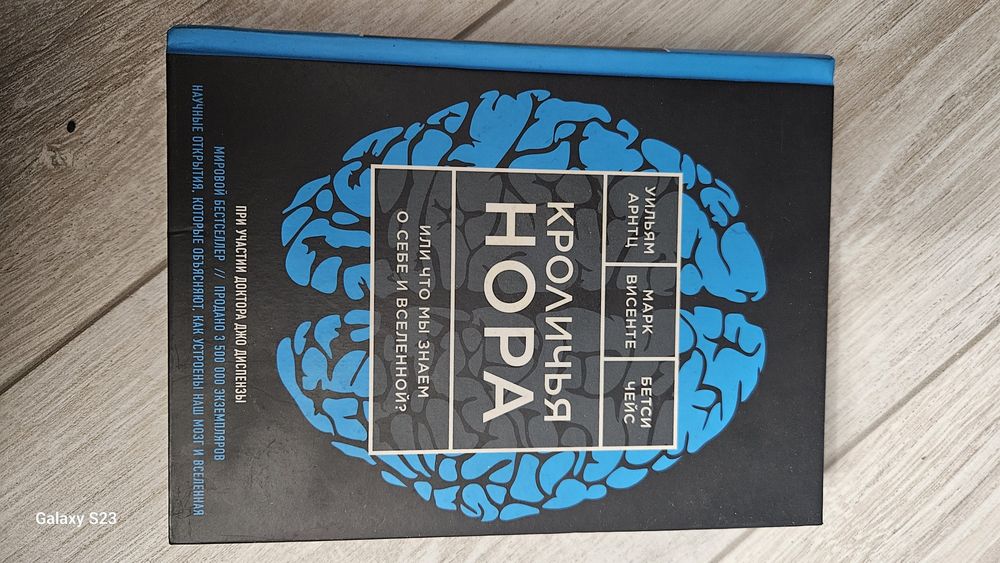 УИЛЬЯМ
АРНТЦ
МАРК
ВИСЕНТЕ
БЕТСИ
ЧЕЙС
КРОЛИЧЬЯ
НОРА
ИЛИ ЧТО МЫ ЗНАЕМ
О СЕБЕ И ВСЕЛЕННОЙ?
ПРИ УЧАСТИИ ДОКТОРА ДЖО ДИСПЕНЗЫ
МИРОВОЙ БЕСТСЕЛЛЕР // ПРОДАНО 3 500 000 ЭКЗЕМПЛЯРОВ
НАУЧНЫЕ ОТКРЫТИЯ, КОТОРЫЕ ОБЪЯСНЯЮТ, КАК УСТРОЕНЫ НАШ МОЗГ И ВСЕЛЕННАЯ
Galaxy S23